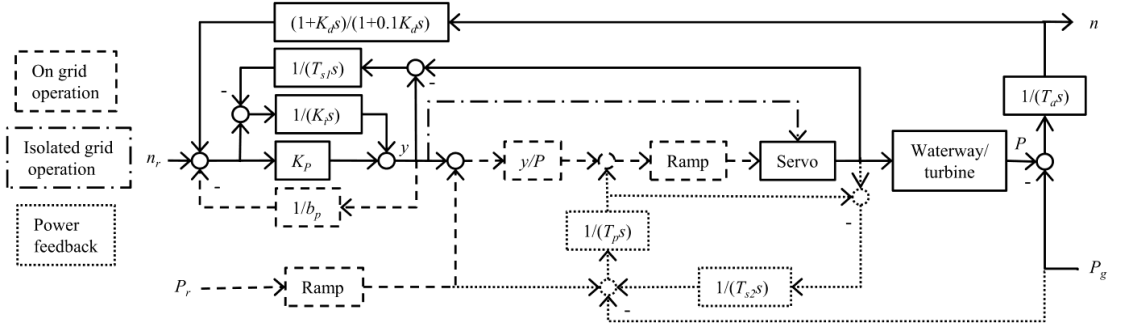 (1+K_d s)/(1+0.1K_d s)
n
On grid
operation
1/(T_s1 s)
-
-
1/(T_a s)
1/(K_i s)
Isolated grid
operation
n_r
K_P
y
y/P
Ramp
Servo
Waterway/
turbine
P
-
-
1/b_p
-
Power
feedback
1/(T_p s)
P_r
Ramp
1/(T_s2 s)
P_g
-